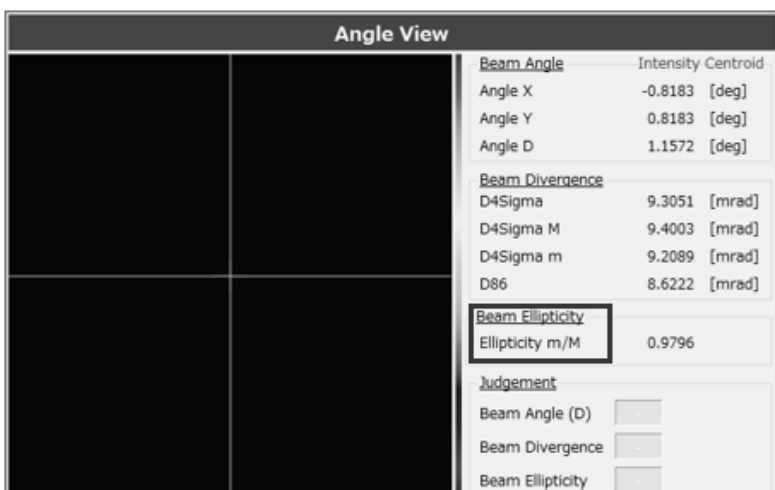 Angle View
Beam Angle Intensity Centroid
Angle X -0.8183 [deg]
Angle Y 0.8183 [deg]
Angle D 1.1572 [deg]
Beam Divergence
D4Sigma 9.3051 [mrad]
D4Sigma M 9.4003 [mrad]
D4Sigma m 9.2089 [mrad]
D86 8.6222 [mrad]
Beam Ellipticity
Ellipticity m/M 0.9796
Judgement
Beam Angle (D) -
Beam Divergence -
Beam Ellipticity -